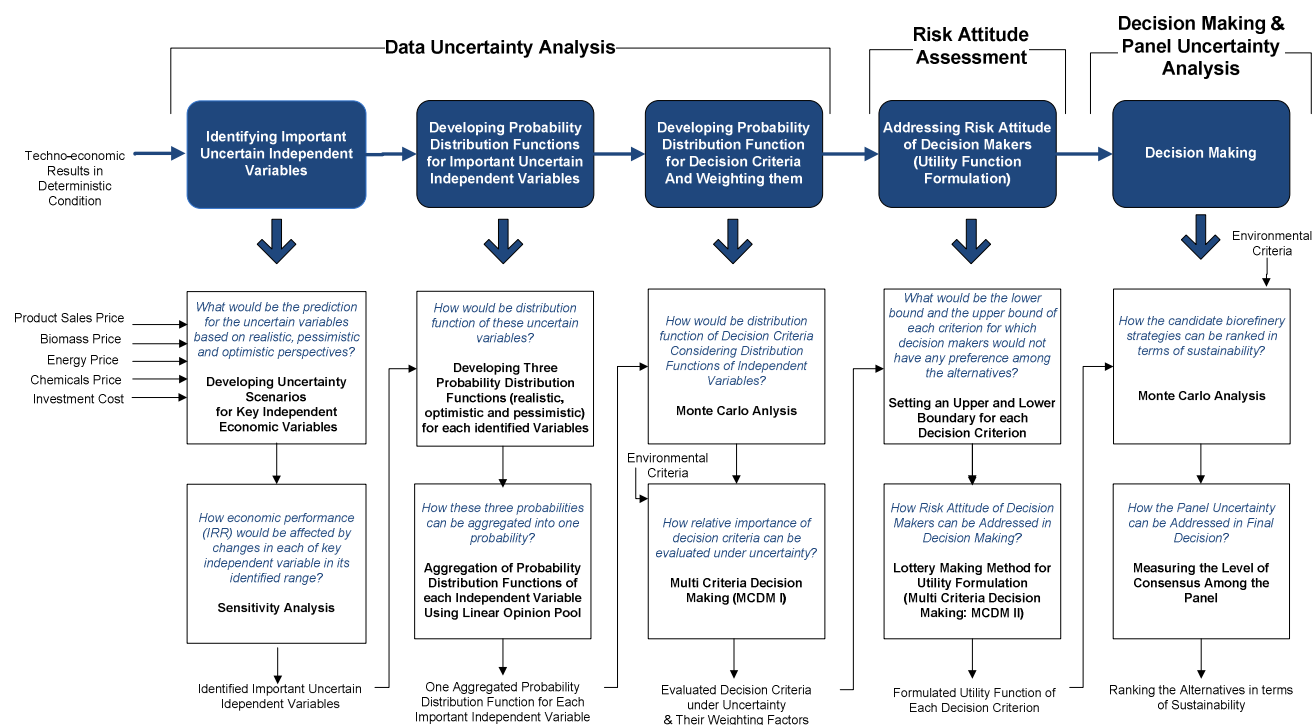 Data Uncertainty Analysis
Risk Attitude
Assessment
Decision Making &
Panel Uncertainty
Analysis
Techno-economic
Results in
Deterministic
Condition
Identifying Important
Uncertain Independent
Variables
Developing Probability
Distribution Functions
for Important Uncertain
Independent Variables
Developing Probability
Distribution Function
for Decision Criteria
And Weighting them
Addressing Risk Attitude
of Decision Makers
(Utility Function
Formulation)
Decision Making
Environmental
Criteria
Product Sales Price
Biomass Price
Energy Price
Chemicals Price
Investment Cost
What would be the prediction
for the uncertain variables
based on realistic, pessimistic
and optimistic perspectives?
Developing Uncertainty
Scenarios
for Key Independent
Economic Variables
How would be distribution
function of these uncertain
variables?
Developing Three
Probability Distribution
Functions (realistic,
optimistic and pessimistic)
for each identified Variables
How would be distribution
function of Decision Criteria
Considering Distribution
Functions of Independent
Variables?
Monte Carlo Anlysis
What would be the lower
bound and the upper bound of
each criterion for which
decision makers would not
have any preference among
the alternatives?
Setting an Upper and Lower
Boundary for each
Decision Criterion
How the candidate biorefinery
strategies can be ranked in
terms of sustainability?
Monte Carlo Analysis
Environmental
Criteria
How economic performance
(IRR) would be affected by
changes in each of key
independent variable in its
identified range?
Sensitivity Analysis
How these three probabilities
can be aggregated into one
probability?
Aggregation of Probability
Distribution Functions of
each Independent Variable
Using Linear Opinion Pool
How relative importance of
decision criteria can be
evaluated under uncertainty?
Multi Criteria Decision
Making (MCDM I)
How Risk Attitude of Decision
Makers can be Addressed in
Decision Making?
Lottery Making Method for
Utility Formulation
(Multi Criteria Decision
Making: MCDM II)
How the Panel Uncertainty
can be Addressed in Final
Decision?
Measuring the Level of
Consensus Among the
Panel
Identified Important Uncertain
Idependent Variables
One Aggregated Probability
Distribution Function for Each
Important Independent Variable
Evaluated Decision Criteria
under Uncertainty
& Their Weighting Factors
Formulated Utility Function of
Each Decision Criterion
Ranking the Alternatives in terms
of Sustainability